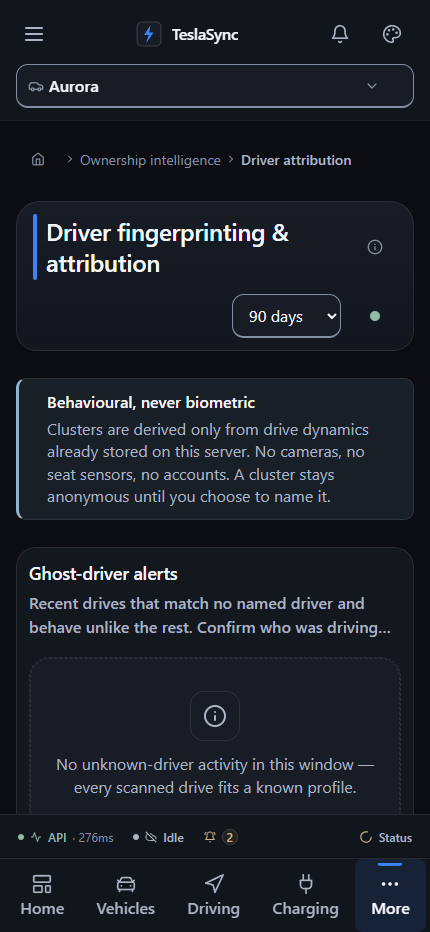 TeslaSync
Aurora
Ownership intelligence
Driver attribution
Driver fingerprinting &
attribution
90 days
Behavioural, never biometric
Clusters are derived only from drive dynamics
already stored on this server. No cameras, no
seat sensors, no accounts. A cluster stays
anonymous until you choose to name it.
Ghost-driver alerts
Recent drives that match no named driver and
behave unlike the rest. Confirm who was driving...
No unknown-driver activity in this window —
every scanned drive fits a known profile.
API · 276ms
Idle
2
Status
Home
Vehicles
Driving
Charging
More